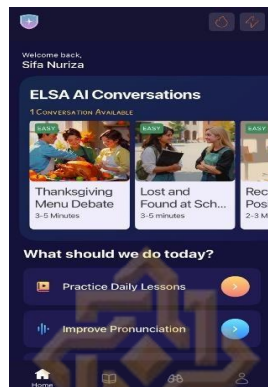 Welcome back,
Sifa Nuriza
ELSA AI Conversations
1 CONVERSATION AVAILABLE
EASY
EASY
EASY
Thanksgiving
Menu Debate
3-5 Minutes
Lost and
Found at Sch...
3-5 minutes
Rec
Pos
2-3 M
What should we do today?
Practice Daily Lessons
Improve Pronunciation
Home